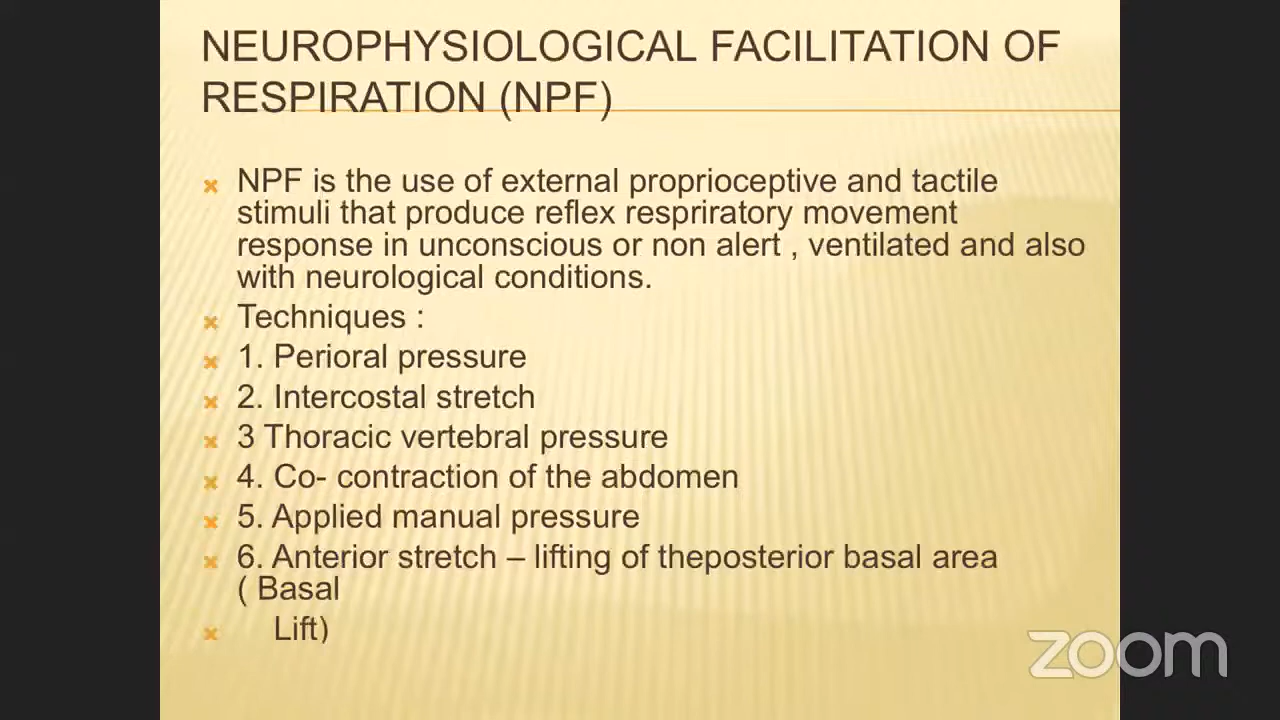 NEUROPHYSIOLOGICAL FACILITATION OF
RESPIRATION (NPF)
NPF is the use of external proprioceptive and tactile
stimuli that produce reflex respriratory movement
response in unconscious or non alert , ventilated and also
with neurological conditions.
Techniques :
1. Perioral pressure
2. Intercostal stretch
3 Thoracic vertebral pressure
4. Co- contraction of the abdomen
5. Applied manual pressure
6. Anterior stretch – lifting of theposterior basal area
( Basal
Lift)
zoom